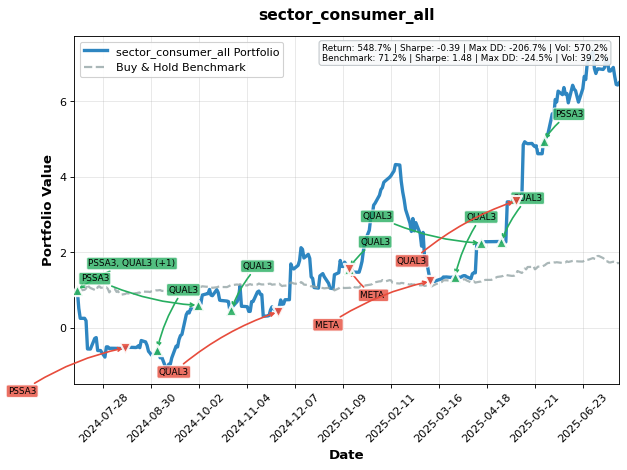 sector_consumer_all
Return: 548.7% | Sharpe: -0.39 | Max DD: -206.7% | Vol: 570.2%
Benchmark: 71.2% | Sharpe: 1.48 | Max DD: -24.5% | Vol: 39.2%
sector_consumer_all Portfolio
Buy & Hold Benchmark
Portfolio Value
6
4
2
0
PSSA3
QUAL3
QUAL3
QUAL3
QUAL3
PSSA3, QUAL3 (+1)
QUAL3
QUAL3
PSSA3
QUAL3
META
META
QUAL3
PSSA3
2024-07-28
2024-08-30
2024-10-02
2024-11-04
2024-12-07
2025-01-09
2025-02-11
2025-03-16
2025-04-18
2025-05-21
2025-06-23
Date